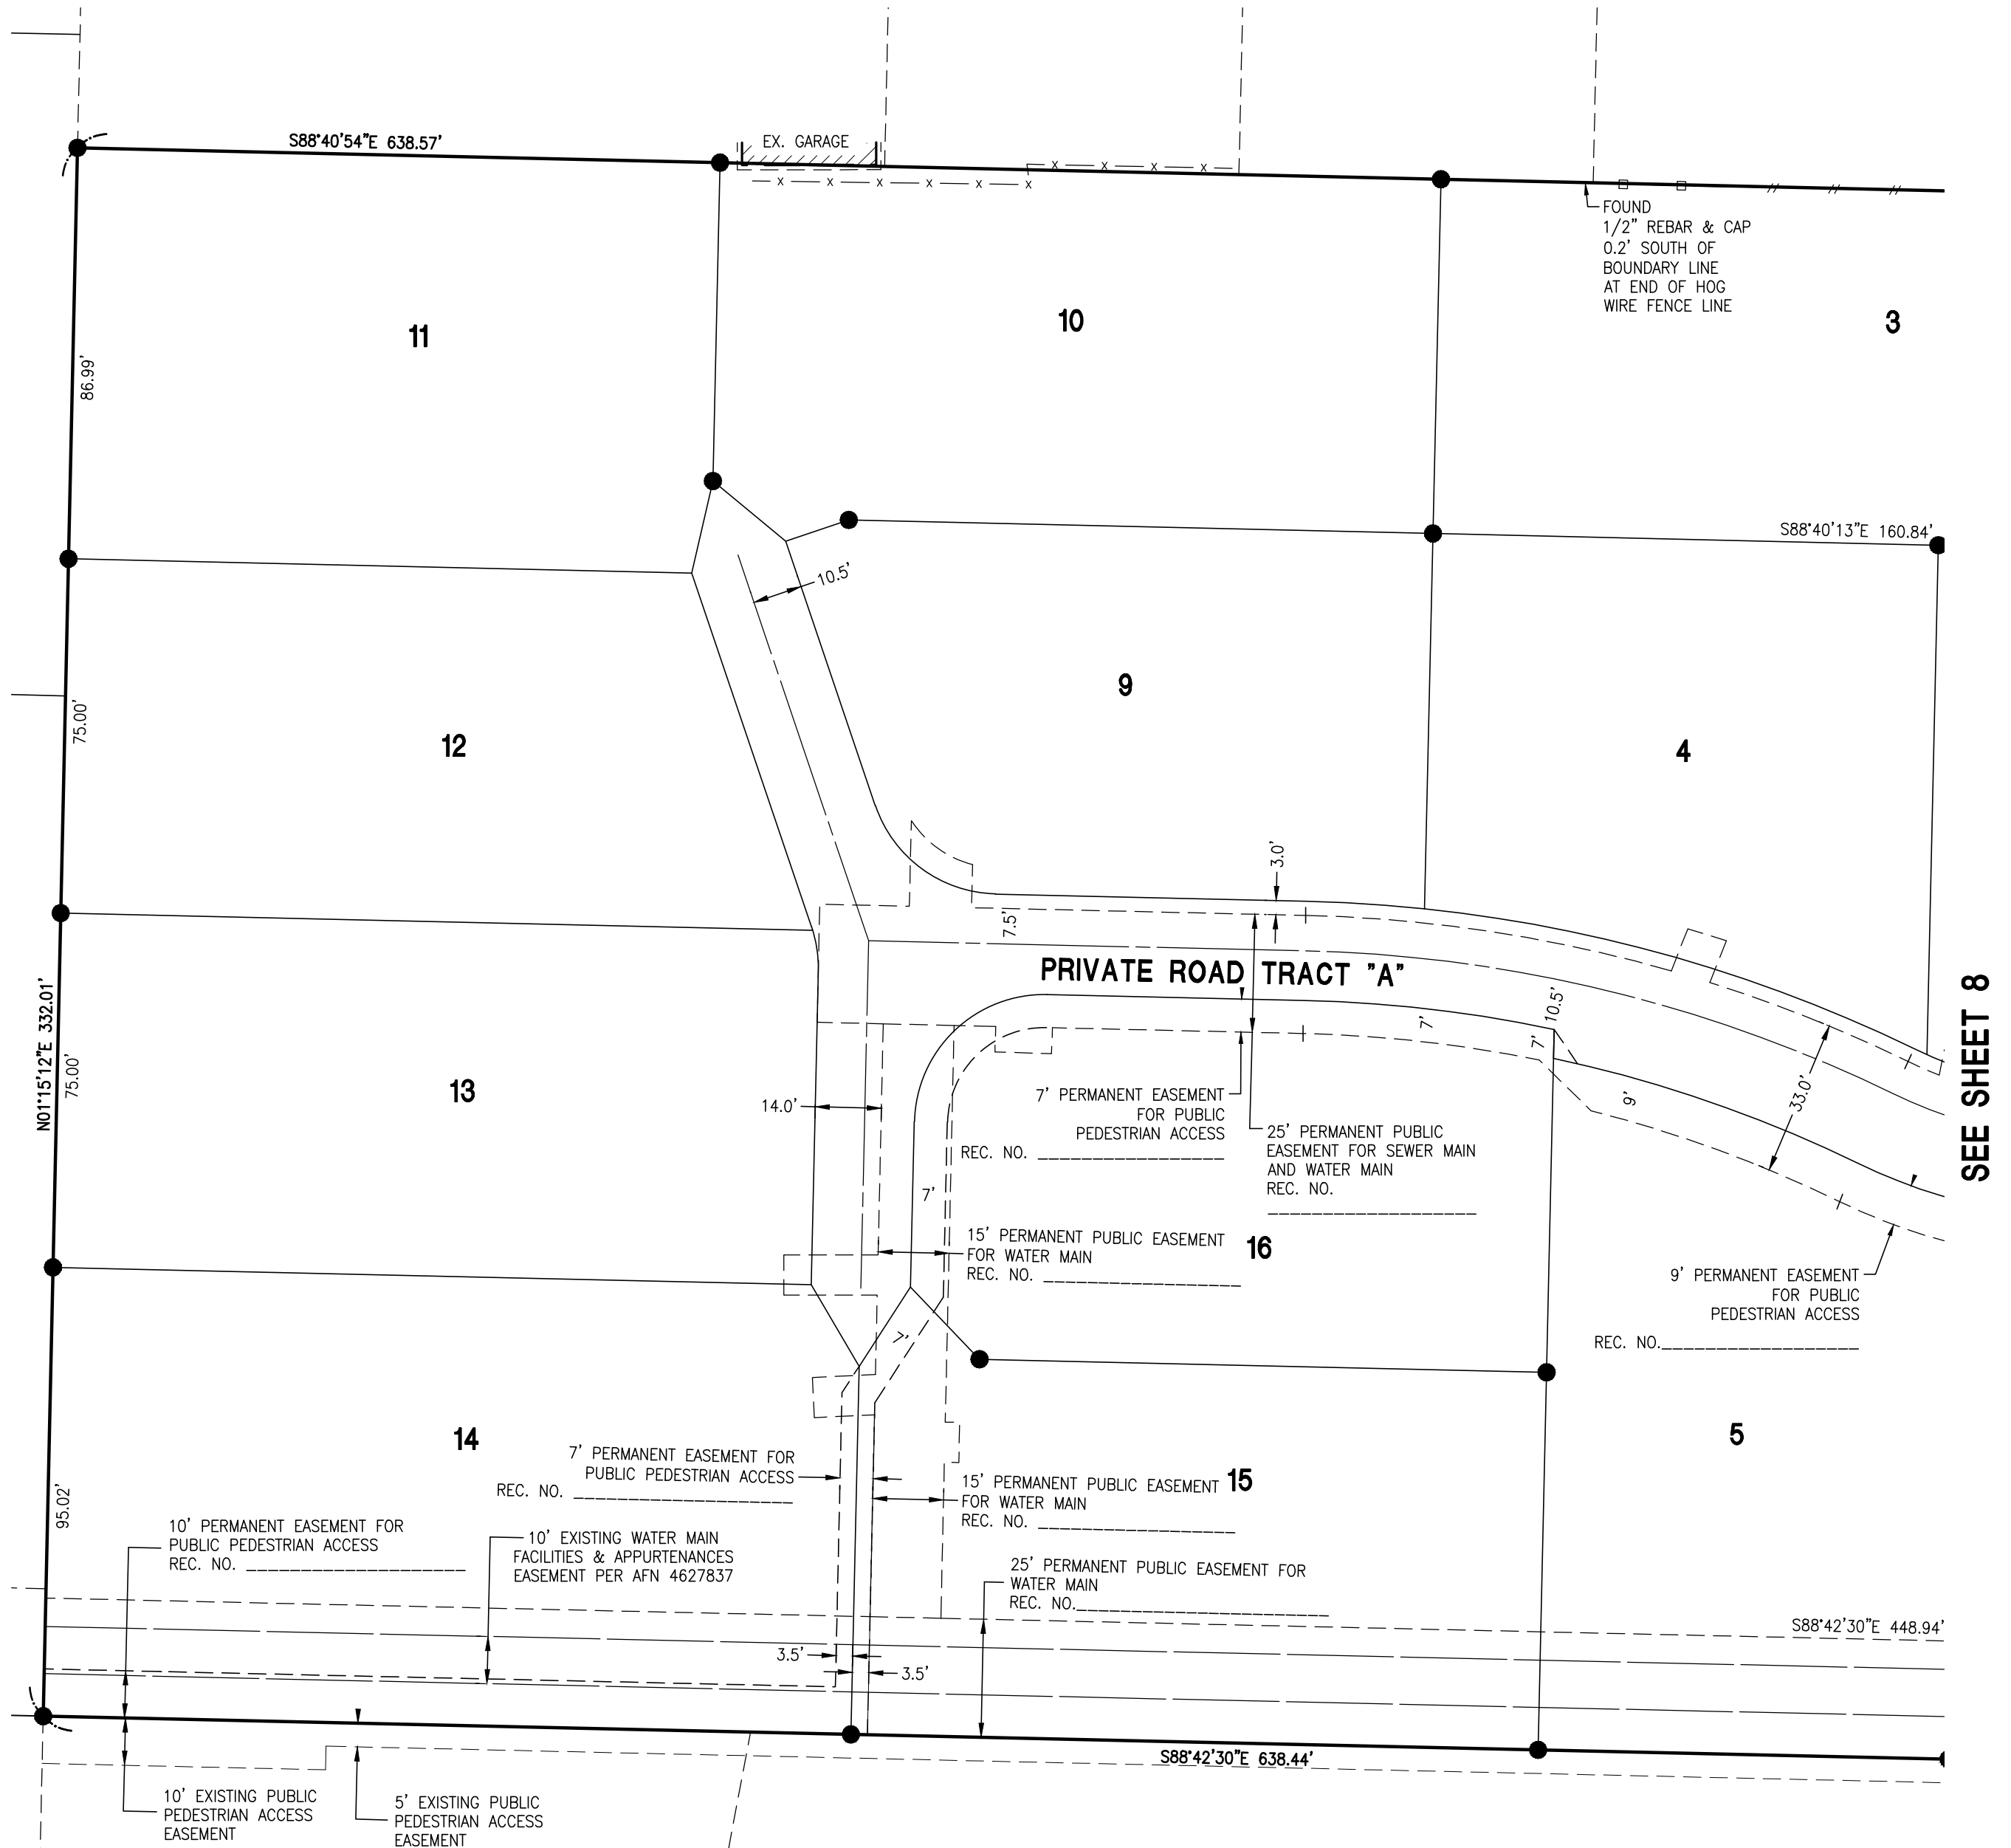 S88°40'54"E 638.57'
EX. GARAGE
FOUND
1/2" REBAR & CAP
0.2' SOUTH OF
BOUNDARY LINE
AT END OF HOG
WIRE FENCE LINE
11
10
3
86.99'
S88°40'13"E 160.84'
10.5'
9
75.00'
12
4
3.0'
7.5'
PRIVATE ROAD TRACT "A"
10.5'
7'
7'
SEE SHEET 8
N01°15'12"E 332.01'
75.00'
13
14.0'
7' PERMANENT EASEMENT
FOR PUBLIC
PEDESTRIAN ACCESS
REC. NO.
25' PERMANENT PUBLIC
EASEMENT FOR SEWER MAIN
AND WATER MAIN
REC. NO.
9'
33.0'
7'
15' PERMANENT PUBLIC EASEMENT
FOR WATER MAIN
REC. NO.
16
9' PERMANENT EASEMENT
FOR PUBLIC
PEDESTRIAN ACCESS
REC. NO.
7'
14
5
7' PERMANENT EASEMENT FOR
PUBLIC PEDESTRIAN ACCESS
REC. NO.
15' PERMANENT PUBLIC EASEMENT
FOR WATER MAIN
REC. NO.
15
95.02'
10' PERMANENT EASEMENT FOR
PUBLIC PEDESTRIAN ACCESS
REC. NO.
10' EXISTING WATER MAIN
FACILITIES & APPURTENANCES
EASEMENT PER AFN 4627837
25' PERMANENT PUBLIC EASEMENT FOR
WATER MAIN
REC. NO.
S88°42'30"E 448.94'
3.5'
3.5'
S88°42'30"E 638.44'
10' EXISTING PUBLIC
PEDESTRIAN ACCESS
EASEMENT
5' EXISTING PUBLIC
PEDESTRIAN ACCESS
EASEMENT